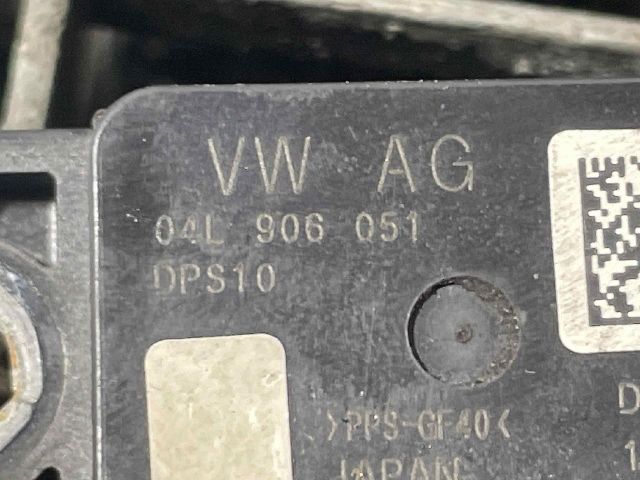 VW AG
04L 906 051
DPS10
>PPS-GF40<
JAPAN